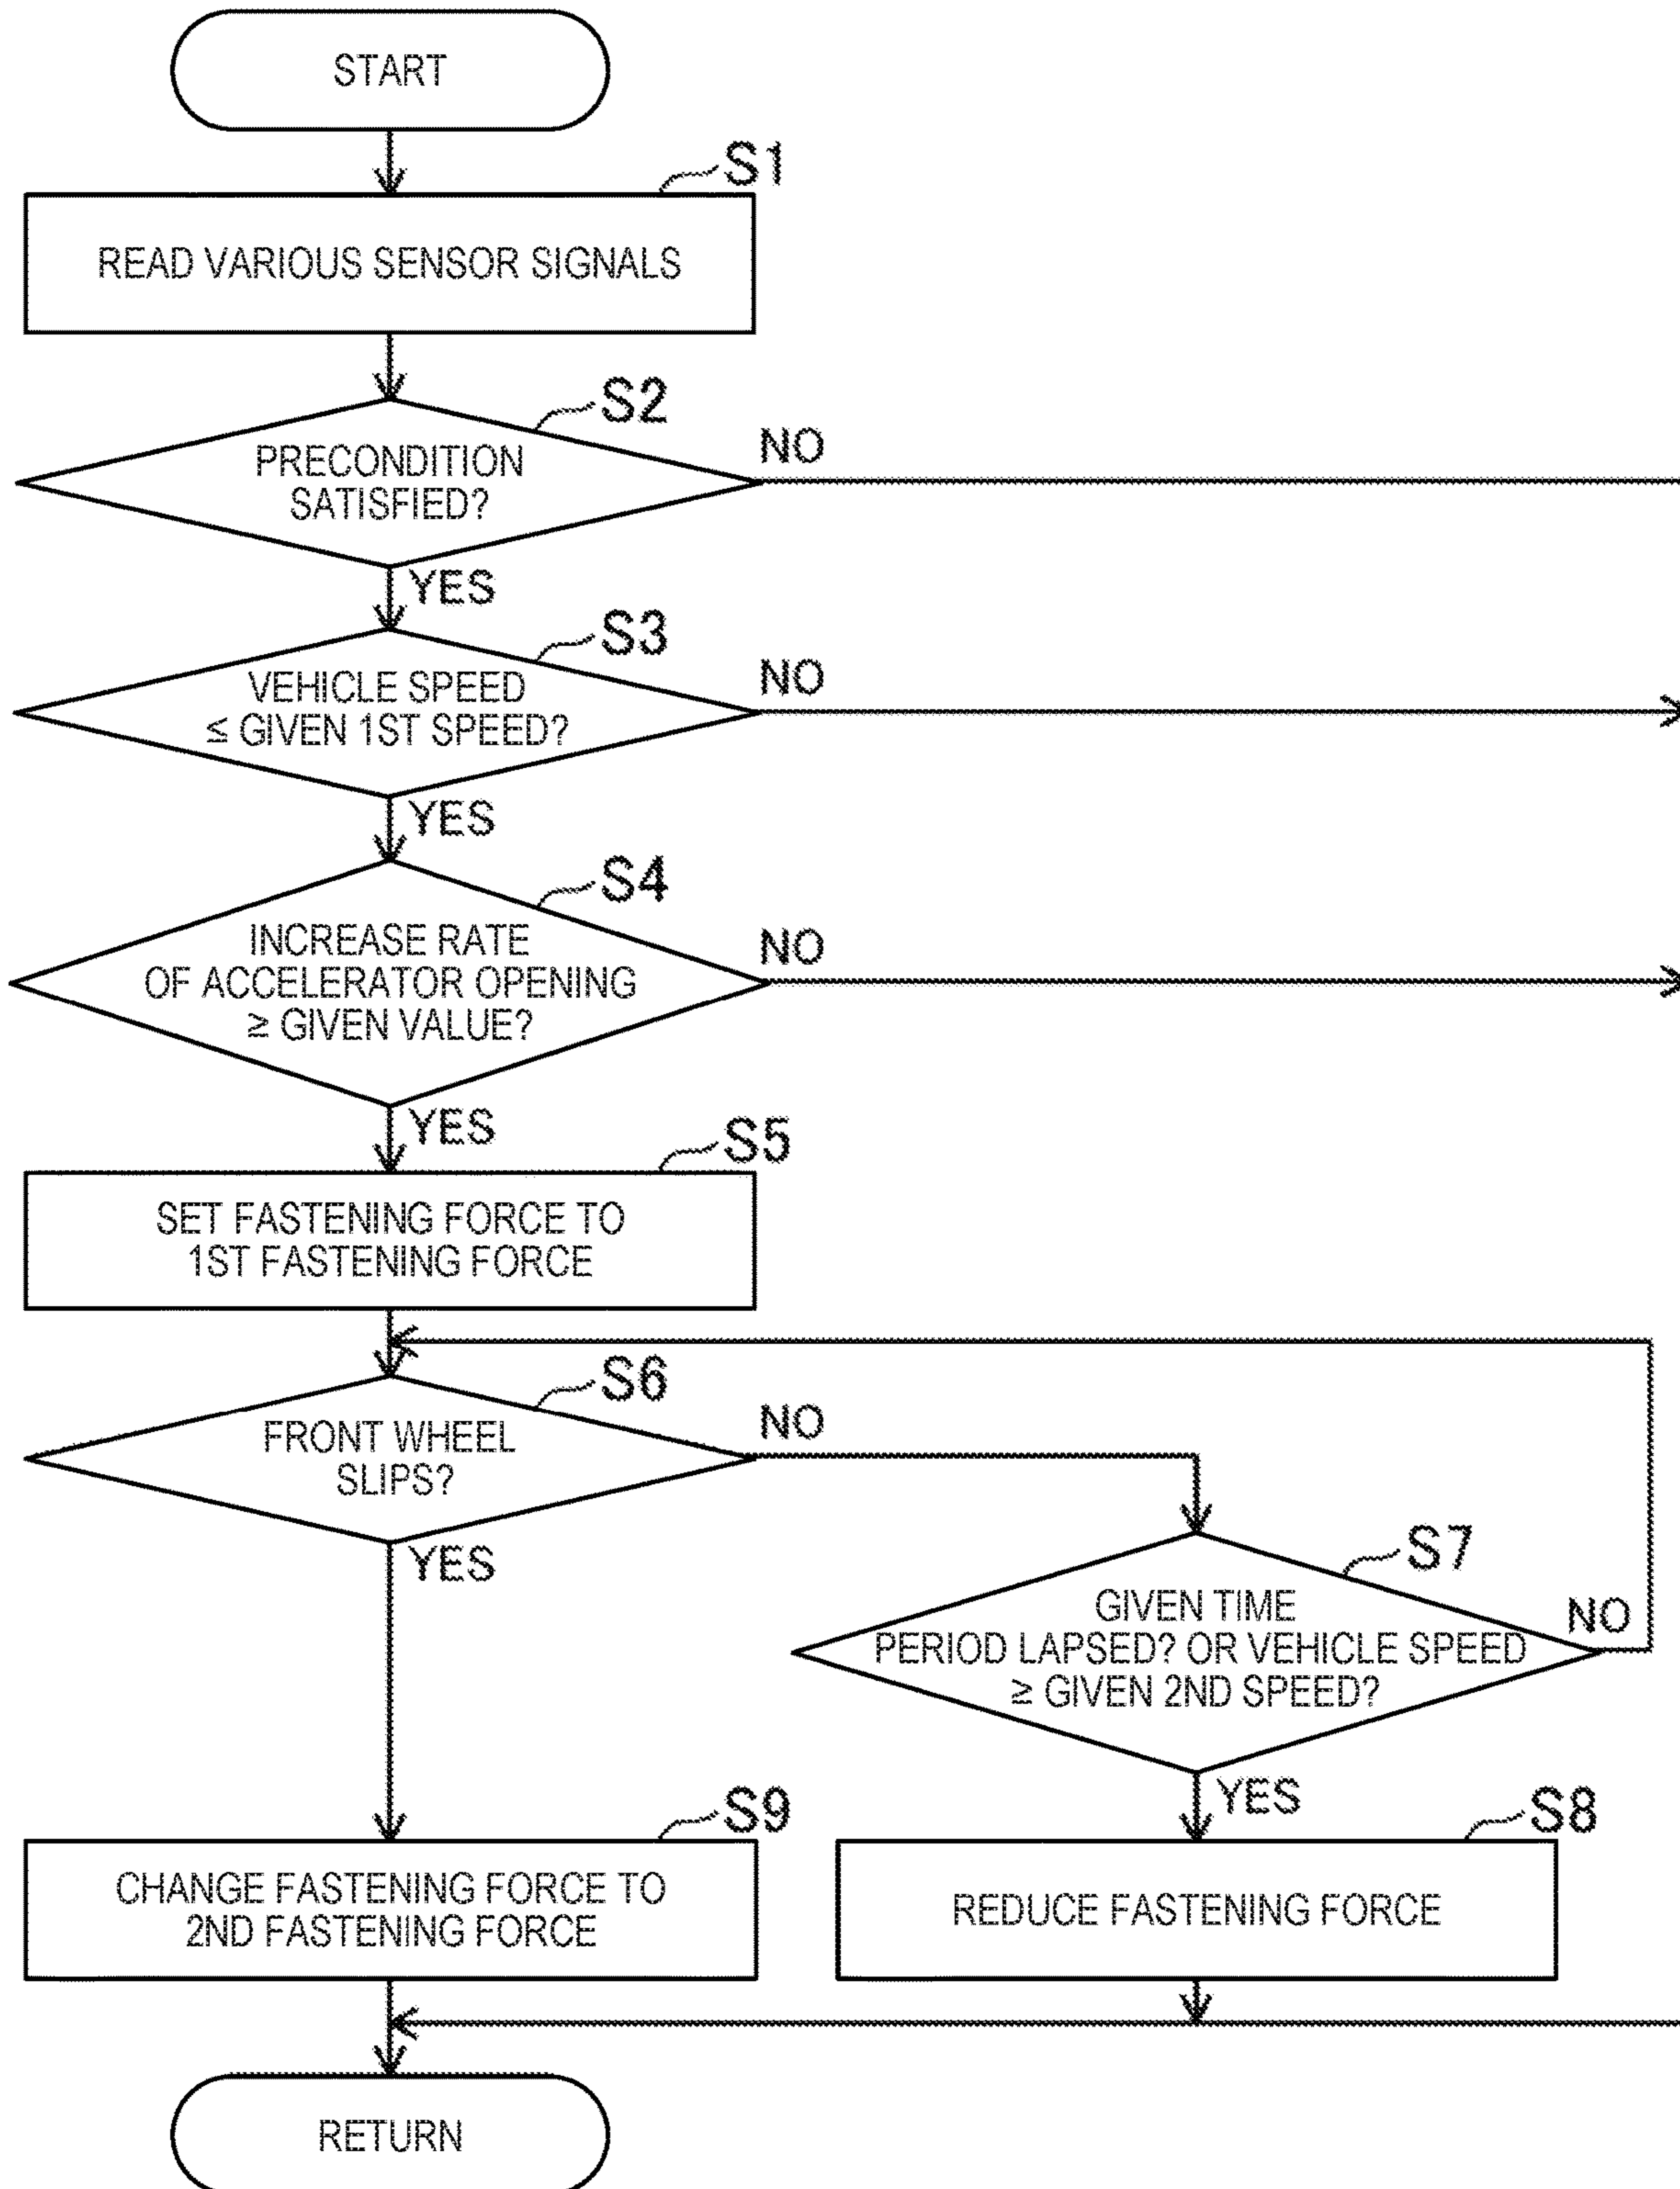 START
S1
READ VARIOUS SENSOR SIGNALS
S2
PRECONDITION
SATISFIED?
NO
YES
S3
VEHICLE SPEED
≤ GIVEN 1ST SPEED?
NO
YES
S4
INCREASE RATE
OF ACCELERATOR OPENING
≥ GIVEN VALUE?
NO
YES
S5
SET FASTENING FORCE TO
1ST FASTENING FORCE
S6
FRONT WHEEL
SLIPS?
NO
YES
S7
GIVEN TIME
PERIOD LAPSED? OR VEHICLE SPEED
≥ GIVEN 2ND SPEED?
NO
YES
S9
CHANGE FASTENING FORCE TO
2ND FASTENING FORCE
S8
REDUCE FASTENING FORCE
RETURN